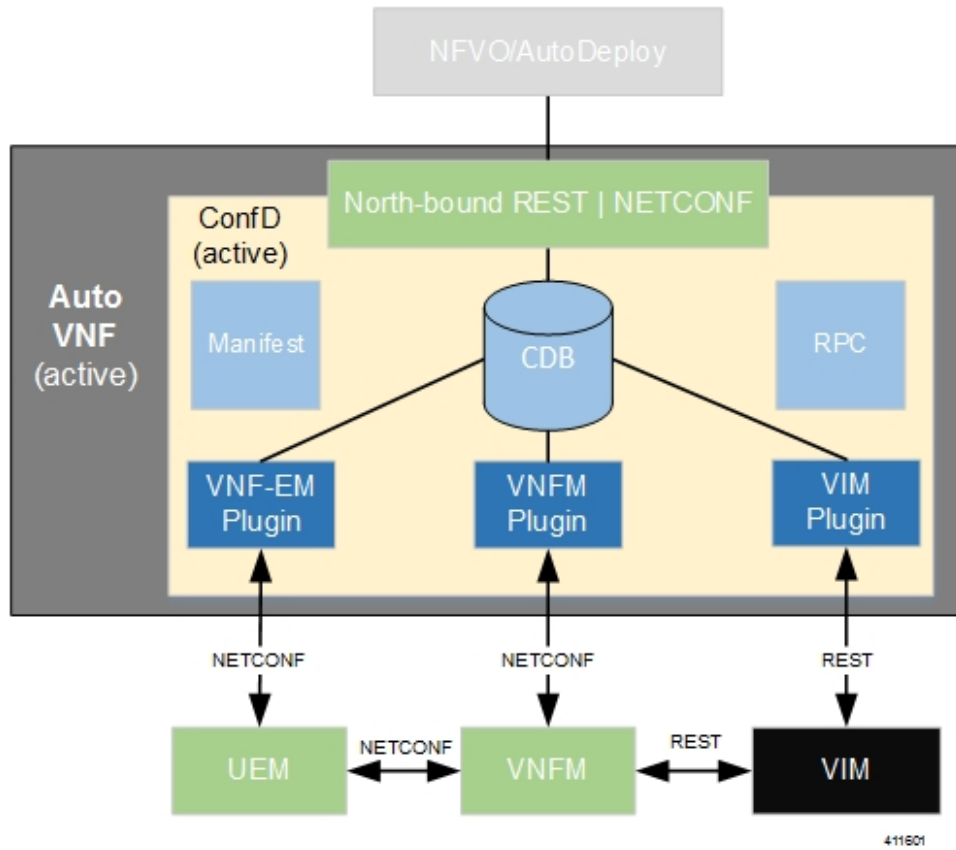 NFVO/AutoDeploy
North-bound REST | NETCONF
ConfD
(active)
Auto
VNF
(active)
Manifest
CDB
RPC
VNF-EM
Plugin
VNFM
Plugin
VIM
Plugin
NETCONF
NETCONF
REST
UEM
NETCONF
VNFM
REST
VIM
411601